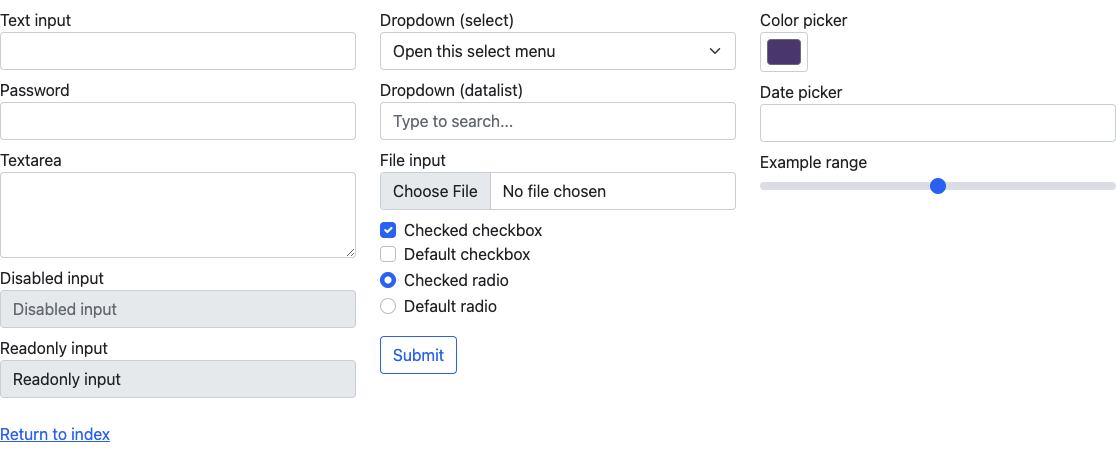 Text input
Password
Textarea
Disabled input
Disabled input
Readonly input
Readonly input
Return to index
Dropdown (select)
Open this select menu
Dropdown (datalist)
Type to search...
File input
Choose File No file chosen
Checked checkbox
Default checkbox
Checked radio
Default radio
Submit
Color picker
Date picker
Example range